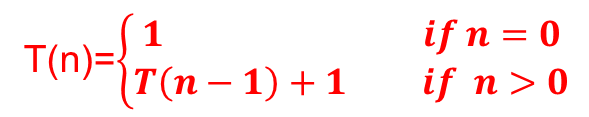 T(n)={ 1 if n = 0
T(n − 1) + 1 if n > 0